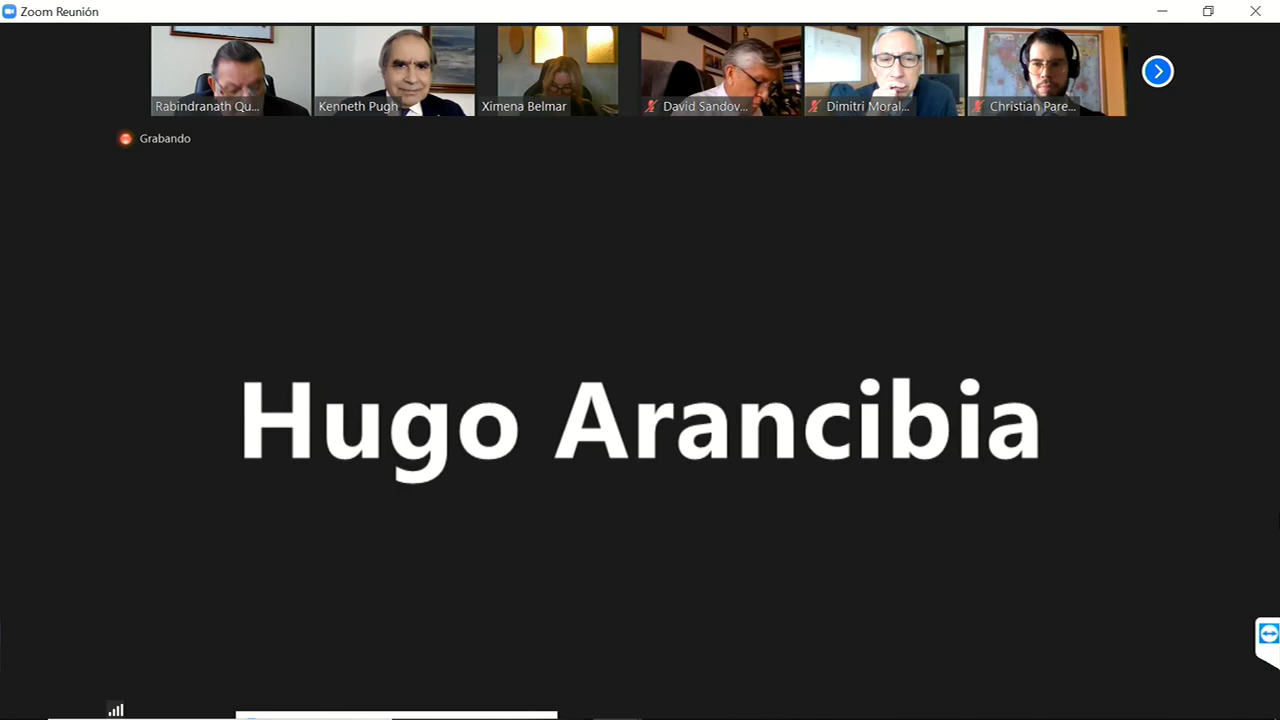 Zoom Reunión
Rabindranath Qu...
Kenneth Pugh
Ximena Belmar
David Sandov...
Dimitri Moral...
Christian Pare...
Grabando
Hugo Arancibia